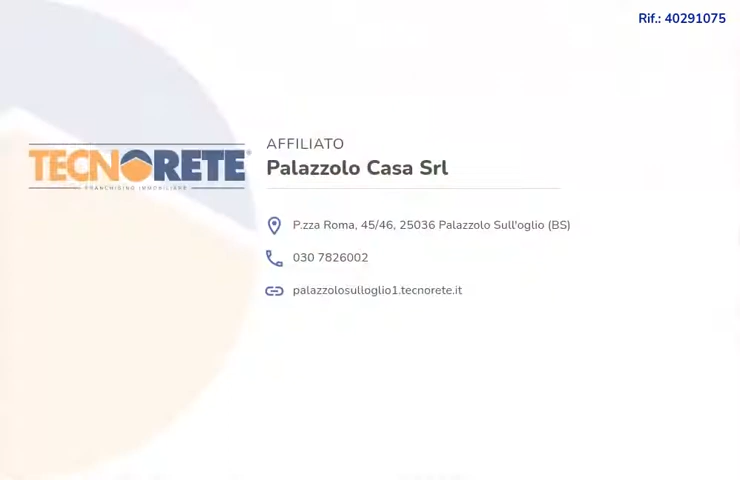 Rif.: 40291075
AFFILIATO
Palazzolo Casa Srl
TECNORETE
FRANCHISING IMMOBILIARE
P.zza Roma, 45/46, 25036 Palazzolo Sull'oglio (BS)
030 7826002
palazzolosulloglio1.tecnorete.it